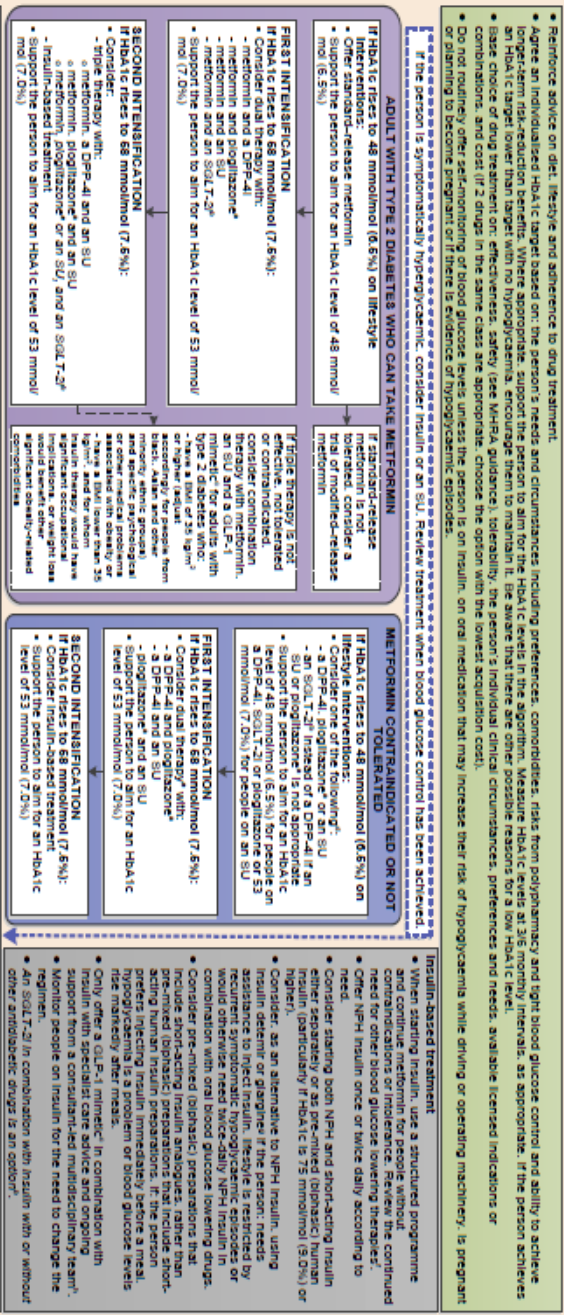 • Reinforce advice on diet, lifestyle and adherence to drug treatment.
• Agree an individualised HbA1c target based on: the person's needs and circumstances including preferences, comorbidities, risks from polypharmacy and tight blood glucose control and ability to achieve
longer-term risk-reduction benefits. Where appropriate, support the person to aim for the HbA1c levels in the algorithm. Measure HbA1c levels at 3/6 monthly intervals, as appropriate. If the person achieves
an HbA1c target lower than target with no hypoglycaemia, encourage them to maintain it. Be aware that there are other possible reasons for a low HbA1c level.
• Base choice of drug treatment on: effectiveness, safety (see MHRA guidance), tolerability, the person's individual clinical circumstances, preferences and needs, available licensed indications or
combinations, and cost (if 2 drugs in the same class are appropriate, choose the option with the lowest acquisition cost).
• Do not routinely offer self-monitoring of blood glucose levels unless the person is on insulin, on oral medication that may increase their risk of hypoglycaemia while driving or operating machinery, is pregnant
or planning to become pregnant or if there is evidence of hypoglycaemic episodes.
If the person is symptomatically hyperglycaemic, consider insulin or an SU. Review treatment when blood glucose control has been achieved.
ADULT WITH TYPE 2 DIABETES WHO CAN TAKE METFORMIN
If HbA1c rises to 48 mmol/mol (6.5%) on lifestyle
interventions:
• Offer standard-release metformin
• Support the person to aim for an HbA1c level of 48 mmol/
mol (6.5%)
If standard-release
metformin is not
tolerated, consider a
trial of modified-release
metformin
FIRST INTENSIFICATION
If HbA1c rises to 58 mmol/mol (7.5%):
• Consider dual therapy with:
- metformin and a DPP-4i
- metformin and pioglitazone
- metformin and an SU
- metformin and an SGLT-2i
• Support the person to aim for an HbA1c level of 53 mmol/
mol (7.0%)
SECOND INTENSIFICATION
If HbA1c rises to 58 mmol/mol (7.5%):
• Consider:
- triple therapy with:
o metformin, a DPP-4i and an SU
o metformin, pioglitazone and an SU
o metformin, pioglitazone or an SU, and an SGLT-2i
- insulin-based treatment
• Support the person to aim for an HbA1c level of 53 mmol/
mol (7.0%)
If triple therapy is not
effective, not tolerated
or contraindicated,
consider combination
therapy with metformin,
an SU and a GLP-1
mimetic for adults with
type 2 diabetes who:
- have a BMI of 35 kg/m²
or higher (adjust
accordingly for people from
minority ethnic groups)
and specific psychological
or other medical problems
associated with obesity or
- have a BMI lower than 35
and for whom
insulin therapy would have
significant occupational
implications, or weight loss
would benefit other
significant obesity-related
comorbidities
METFORMIN CONTRAINDICATED OR NOT
TOLERATED
If HbA1c rises to 48 mmol/mol (6.5%) on
lifestyle interventions:
• Consider one of the following:
- a DPP-4i, pioglitazone or an SU
- an SGLT-2i instead of a DPP-4i if an
SU or pioglitazone is not appropriate
• Support the person to aim for an HbA1c
level of 48 mmol/mol (6.5%) for people on
a DPP-4i, SGLT-2i or pioglitazone or 53
mmol/mol (7.0%) for people on an SU
FIRST INTENSIFICATION
If HbA1c rises to 58 mmol/mol (7.5%):
• Consider dual therapy with:
- a DPP-4i and pioglitazone
- a DPP-4i and an SU
- pioglitazone and an SU
• Support the person to aim for an HbA1c
level of 53 mmol/mol (7.0%)
SECOND INTENSIFICATION
If HbA1c rises to 58 mmol/mol (7.5%):
• Consider insulin-based treatment
• Support the person to aim for an HbA1c
level of 53 mmol/mol (7.0%)
Insulin-based treatment
• When starting insulin, use a structured programme
and continue metformin for people without
contraindications or intolerance. Review the continued
need for other blood glucose lowering therapies.
• Offer NPH insulin once or twice daily according to
need.
• Consider starting both NPH and short-acting insulin
either separately or as pre-mixed (biphasic) human
insulin (particularly if HbA1c is 75 mmol/mol (9.0%) or
higher).
• Consider, as an alternative to NPH insulin, using
insulin detemir or glargine if the person: needs
assistance to inject insulin, lifestyle is restricted by
recurrent symptomatic hypoglycaemic episodes or
would otherwise need twice-daily NPH insulin in
combination with oral blood glucose lowering drugs.
• Consider pre-mixed (biphasic) preparations that
include short-acting insulin analogues, rather than
pre-mixed (biphasic) preparations that include short-
acting human insulin preparations, if: the person
prefers injecting insulin immediately before a meal,
hypoglycaemia is a problem or blood glucose levels
rise markedly after meals.
• Only offer a GLP-1 mimetic in combination with
insulin with specialist care advice and ongoing
support from a consultant-led multidisciplinary team.
• Monitor people on insulin for the need to change the
regimen.
• An SGLT-2i in combination with insulin with or without
other antidiabetic drugs is an option.